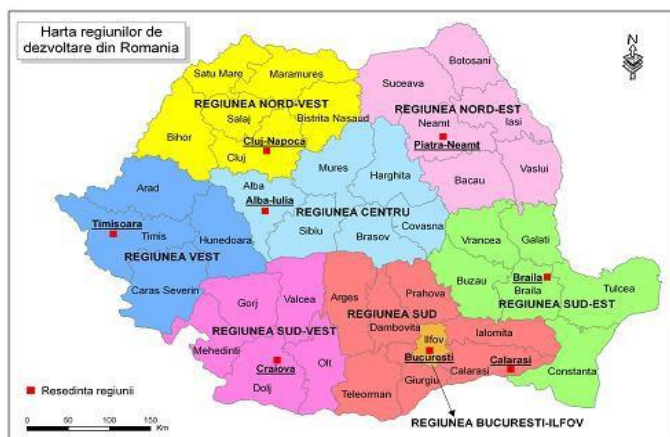 Harta regiunilor de
dezvoltare din Romania
N
Satu Mare
Maramures
REGIUNEA NORD-VEST
Salaj
Bistrita Nasaud
Bihor
Cluj-Napoca
Cluj
Botosani
Suceava
REGIUNEA NORD-EST
Neamt
Iasi
Piatra-Neamt
Bacau
Vaslui
Mures
Harghita
Alba
Alba-Iulia
REGIUNEA CENTRU
Sibiu
Brasov
Covasna
Arad
Timisoara
Timis
Hunedoara
REGIUNEA VEST
Caras Severin
Vrancea
Galati
Buzau
Braila
Braila
Tulcea
REGIUNEA SUD-EST
Constanta
Gorj
Valcea
REGIUNEA SUD-VEST
Mehedinti
Craiova
Olt
Dolj
Arges
Prahova
REGIUNEA SUD
Dambovita
Ialomita
Ilfov
Bucuresti
Calarasi
Calarasi
Giurgiu
Teleorman
REGIUNEA BUCURESTI-ILFOV
Resedinta regiunii
0 50 100 150
Km